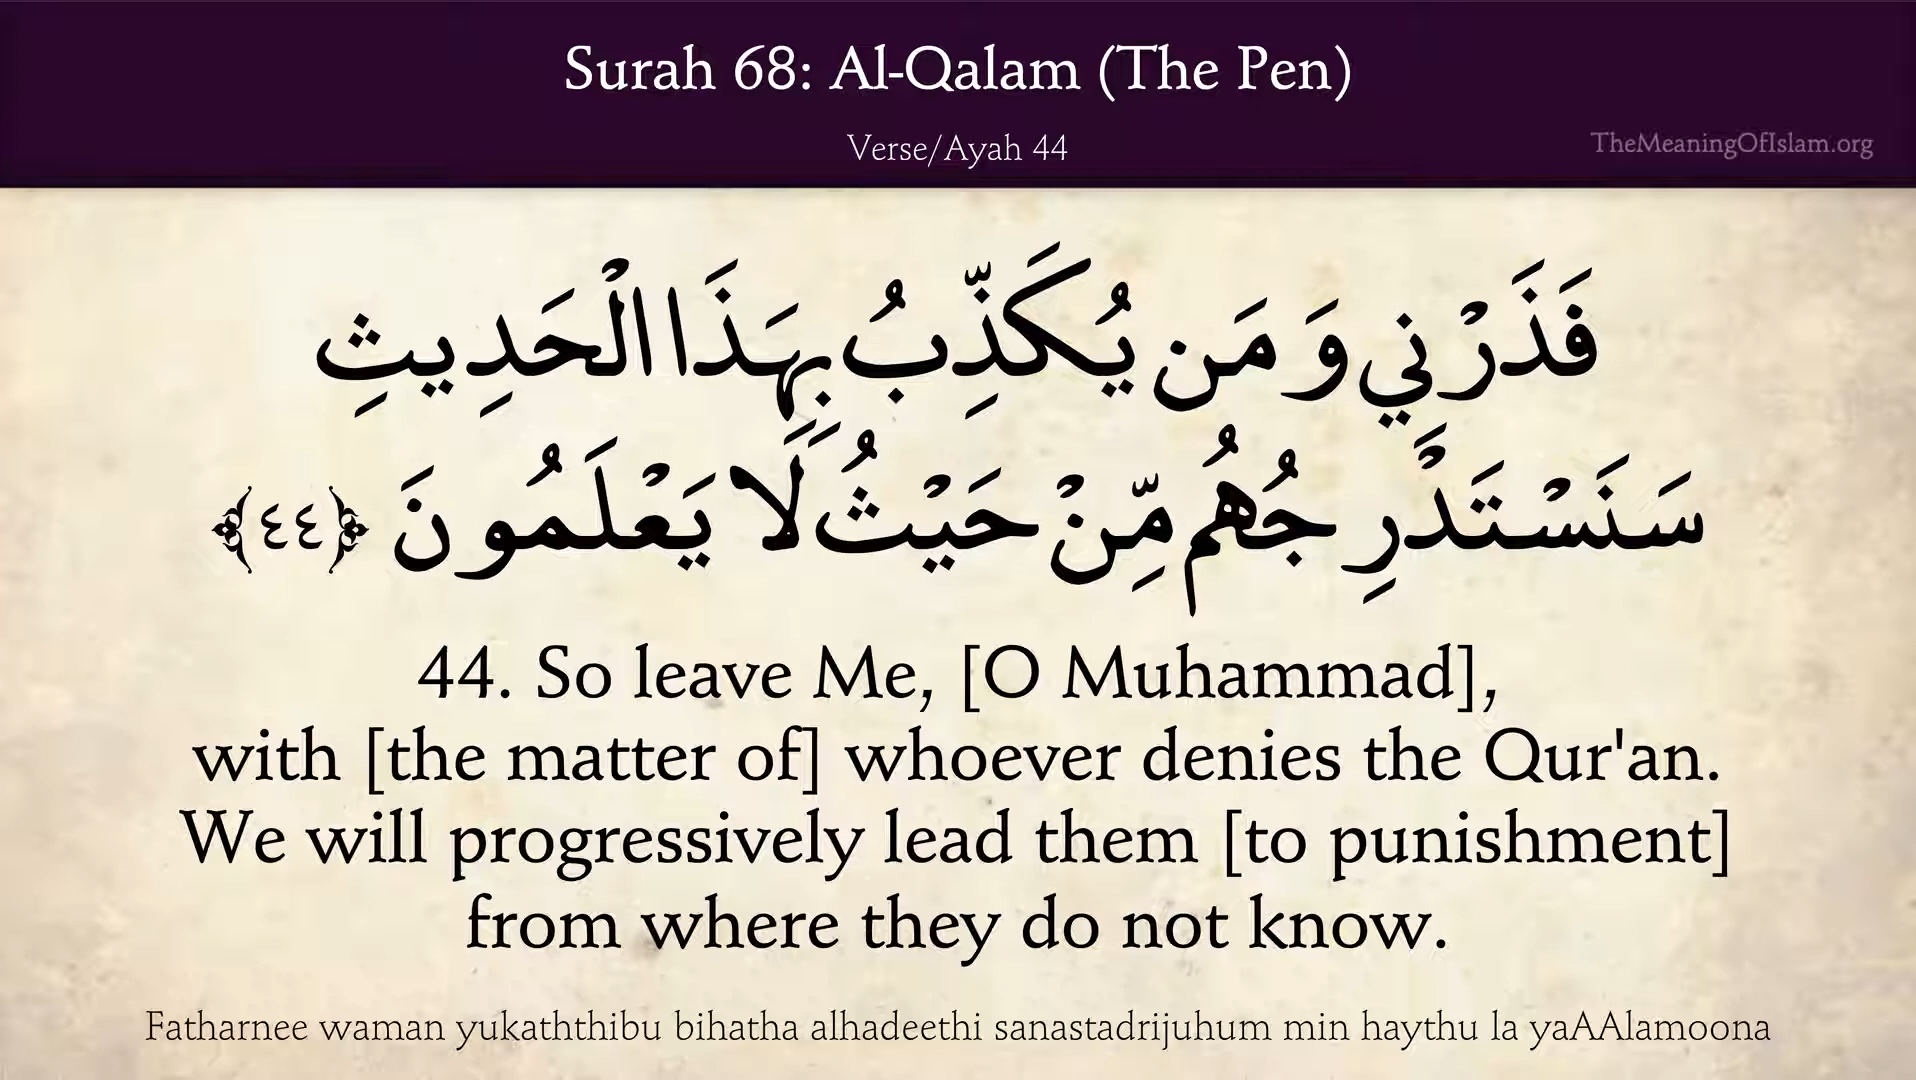 Surah 68: Al-Qalam (The Pen)
Verse/Ayah 44
TheMeaningOfIslam.org
فَذَرْنِي وَمَن يُكَذِّبُ بِهَذَا الْحَدِيثِ
سَنَسْتَدْرِجُهُم مِّنْ حَيْثُ لَا يَعْلَمُونَ ﴿٤٤﴾
44. So leave Me, [O Muhammad],
with [the matter of] whoever denies the Qur'an.
We will progressively lead them [to punishment]
from where they do not know.
Fatharnee waman yukaththibu bihatha alhadeethi sanastadrijuhum min haythu la yaAAlamoona